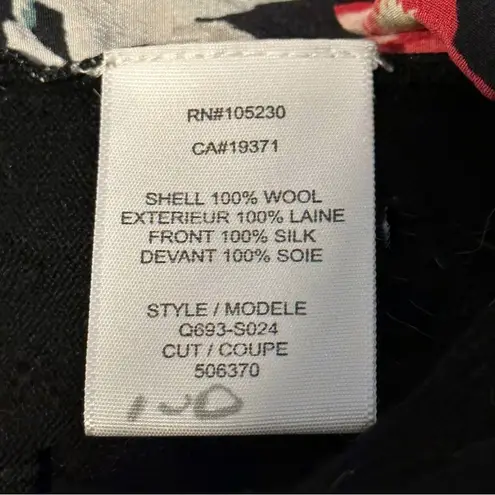 RN#105230
CA#19371
SHELL 100% WOOL
EXTERIEUR 100% LAINE
FRONT 100% SILK
DEVANT 100% SOIE
STYLE / MODELE
Q693-S024
CUT / COUPE
506370